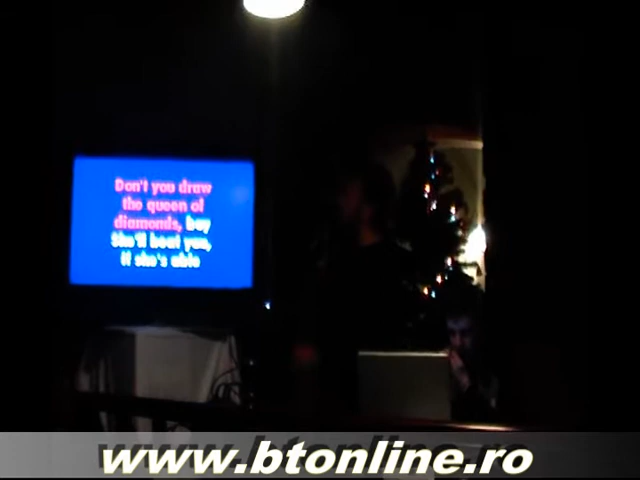 Don't you draw
the queen of
diamonds, boy
She'll beat you,
if she's able
www.btonline.ro